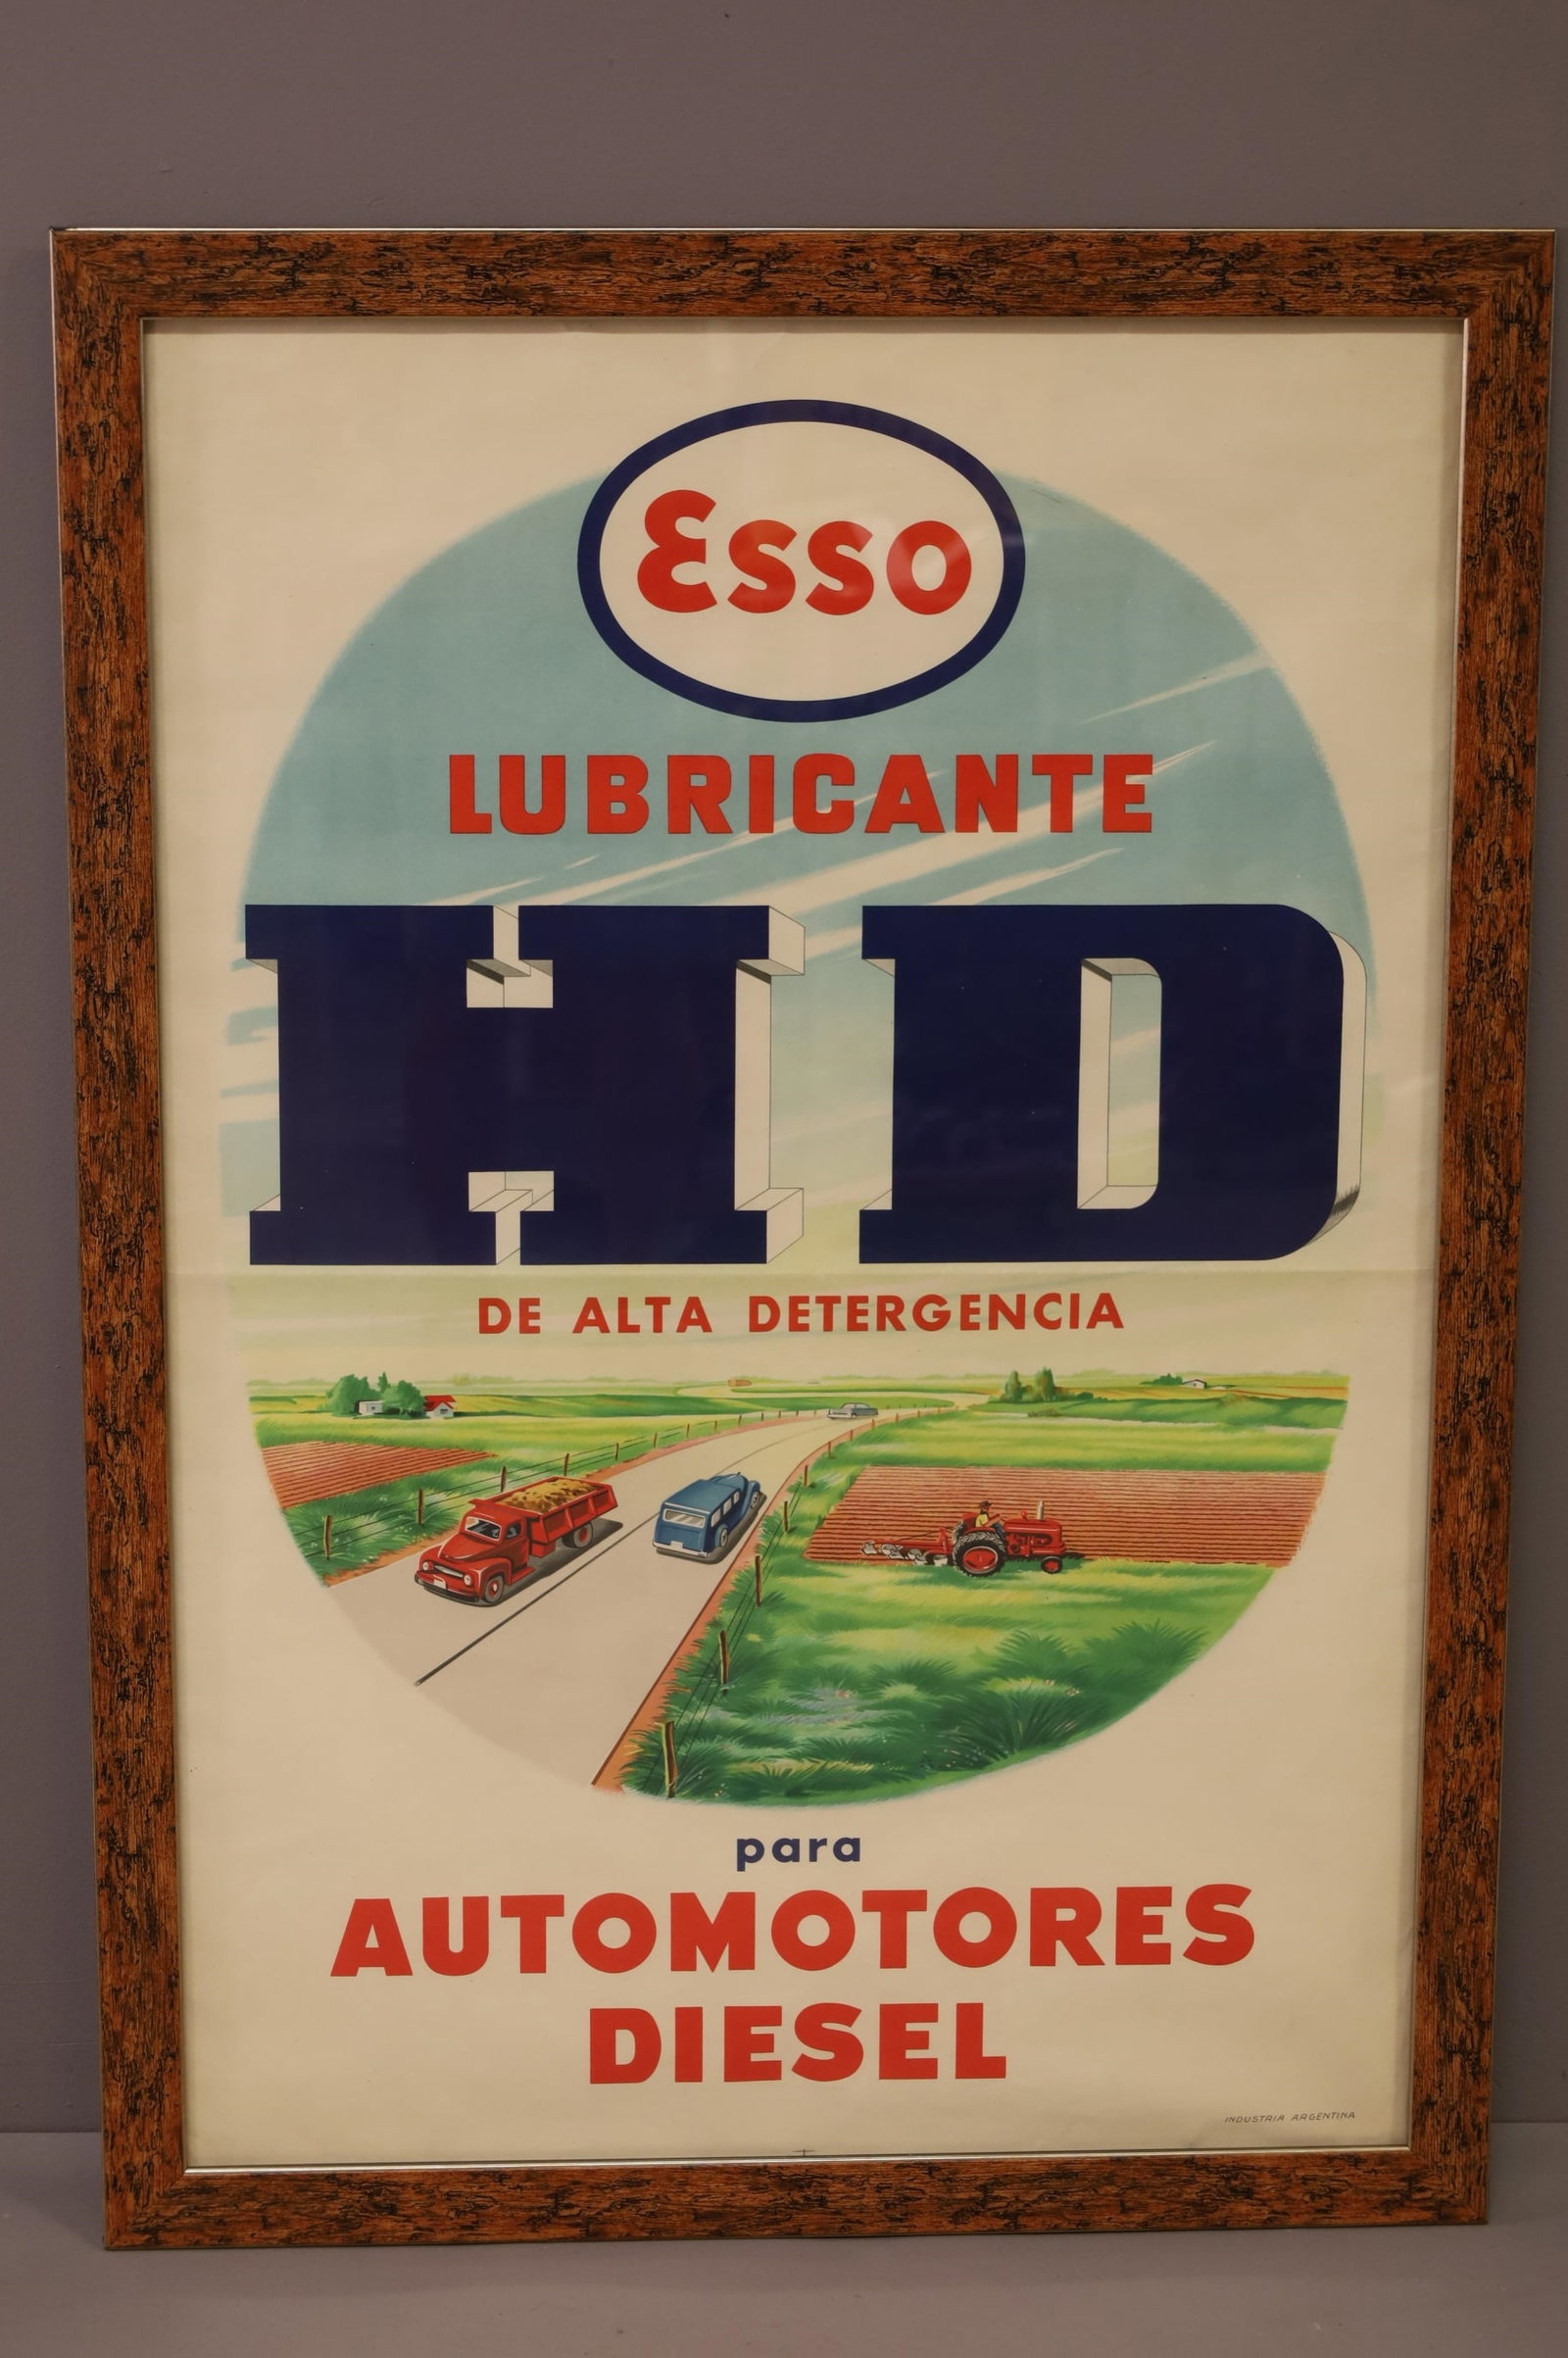 Esso
LUBRICANTE
HD
DE ALTA DETERGENCIA
para
AUTOMOTORES
DIESEL
INDUSTRIA ARGENTINA